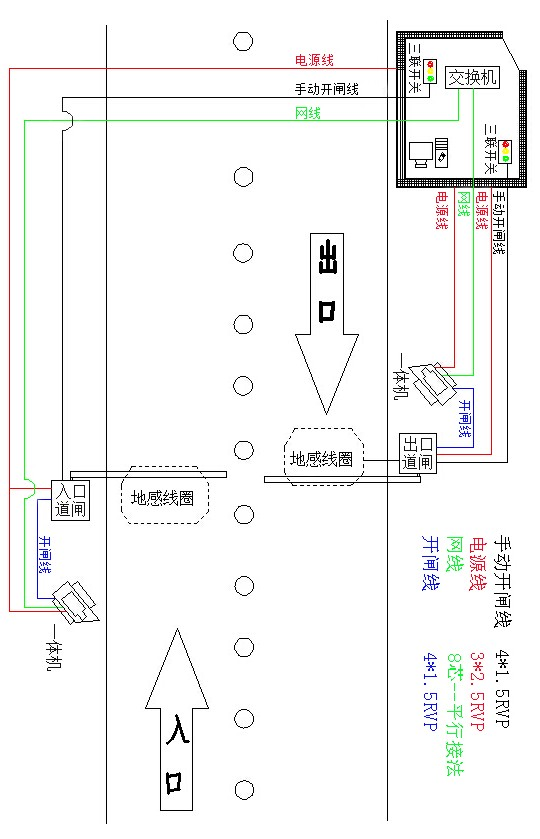 电源线
手动开闸线
网线
三联开关
交换机
三联开关
电源线
网线
电源线
手动开闸线
出口
一体机
开闸线
出口
道闸
地感线圈
地感线圈
入口
道闸
开闸线
一体机
入口
手动开闸线 4*1.5RVP
电源线 3*2.5RVP
网线 8芯--平行接法
开闸线 4*1.5RVP